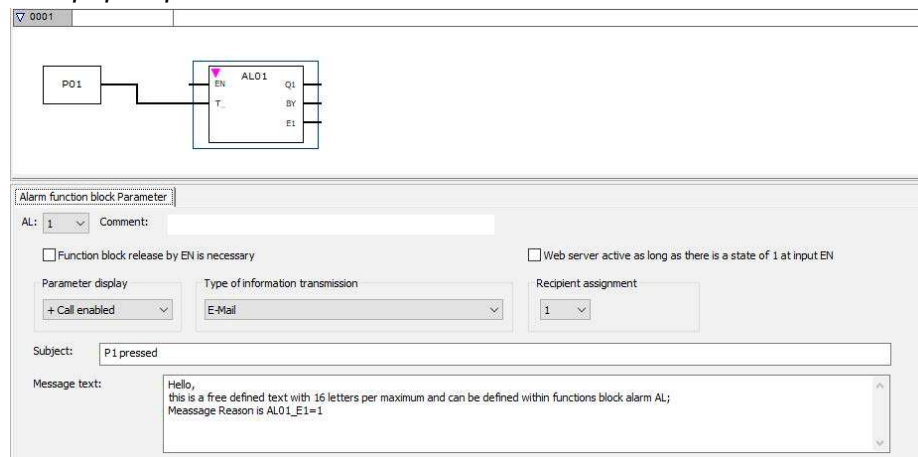 0001
AL01
P01
EN
Q1
T_
BY
E1
Alarm function block Parameter
AL: 1 Comment:
Function block release by EN is necessary
Web server active as long as there is a state of 1 at input EN
Parameter display
Type of information transmission
Recipient assignment
+ Call enabled
E-Mail
1
Subject: P1 pressed
Message text: Hello,
this is a free defined text with 16 letters per maximum and can be defined within functions block alarm AL;
Meassage Reason is AL01_E1=1